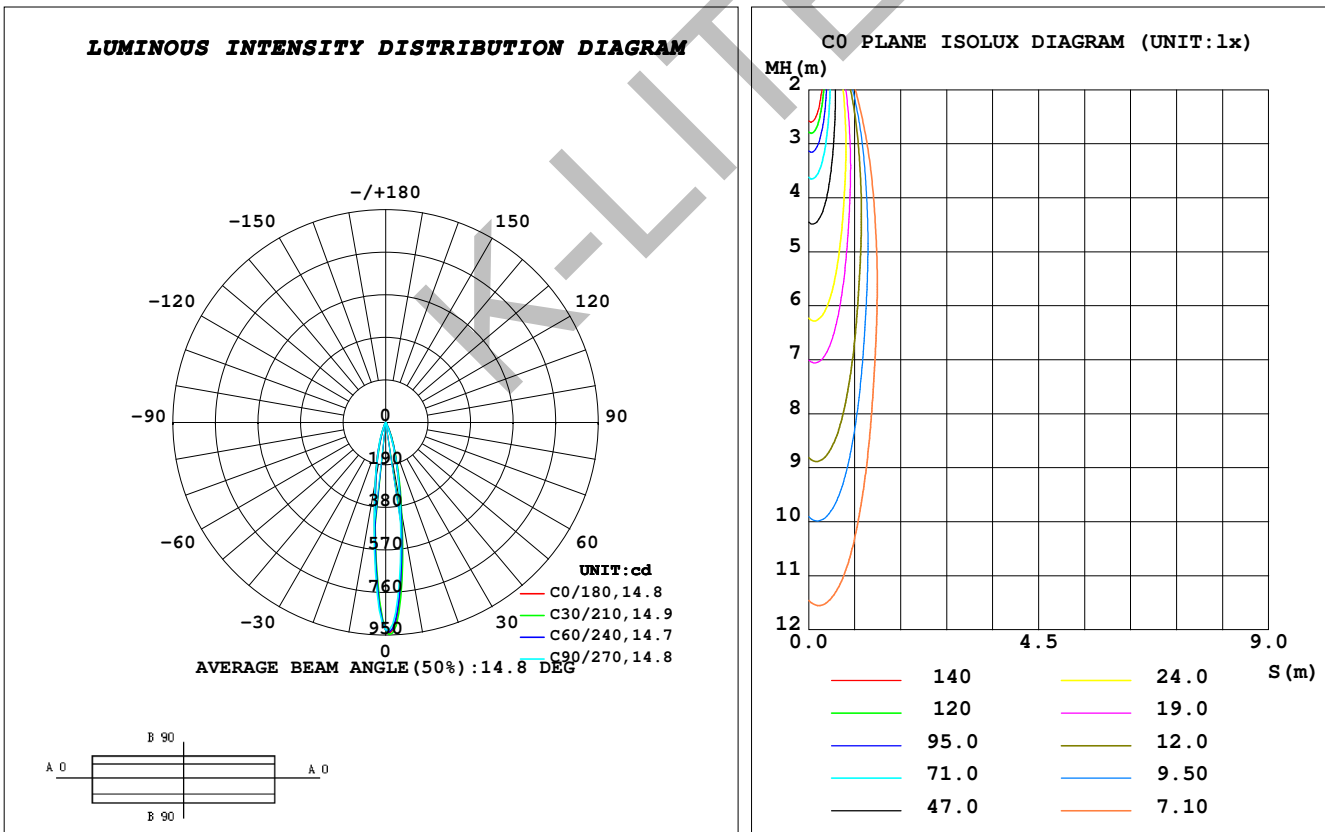 LUMINOUS INTENSITY DISTRIBUTION DIAGRAM
-/+180
-150
150
-120
120
-90
90
-60
60
-30
30
0
0
190
380
570
760
950
UNIT:cd
C0/180,14.8
C30/210,14.9
C60/240,14.7
C90/270,14.8
AVERAGE BEAM ANGLE(50%):14.8 DEG
B 90
A 0
A 0
B 90
K-LITE
C0 PLANE ISOLUX DIAGRAM (UNIT:lx)
MH(m)
2
3
4
5
6
7
8
9
10
11
12
0.0
4.5
9.0
S(m)
140
24.0
120
19.0
95.0
12.0
71.0
9.50
47.0
7.10